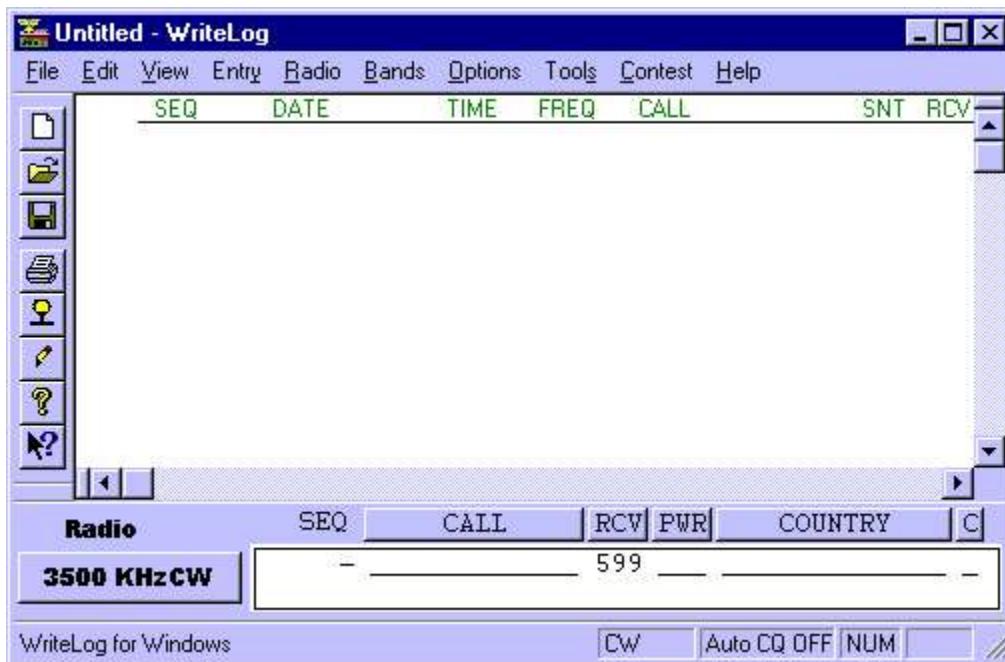 Untitled - WriteLog
File Edit View Entry Radio Bands Options Tools Contest Help
SEQ DATE TIME FREQ CALL SNT RCV
Radio SEQ CALL RCV PWR COUNTRY C
3500 KHz CW 599
WriteLog for Windows CW Auto CQ OFF NUM